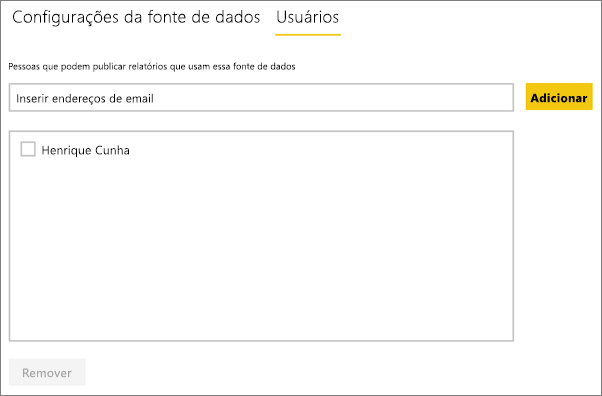 Configurações da fonte de dados Usuários
Pessoas que podem publicar relatórios que usam essa fonte de dados
Inserir endereços de email Adicionar
Henrique Cunha
Remover